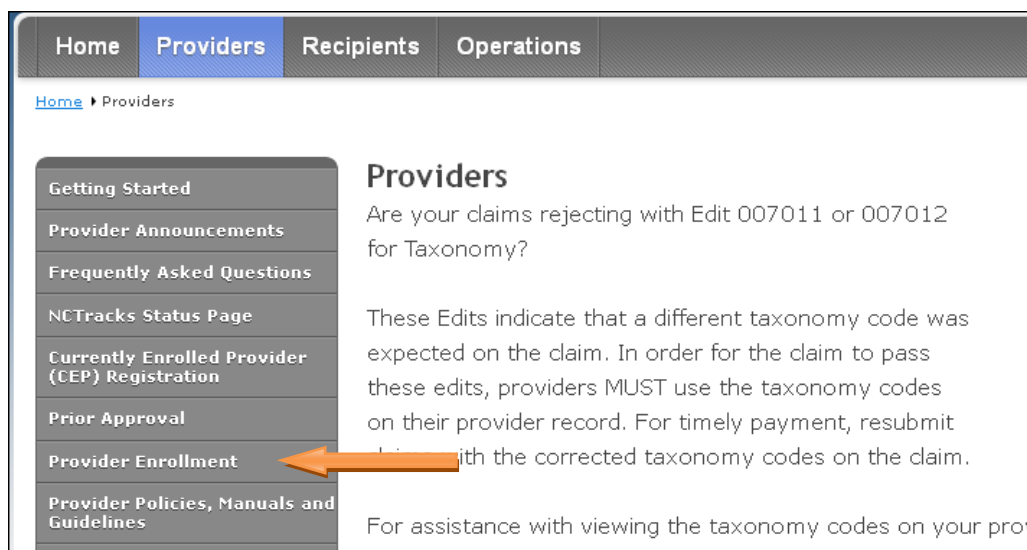 Home Providers Recipients Operations
Home Providers
Getting Started
Provider Announcements
Frequently Asked Questions
NCTracks Status Page
Currently Enrolled Provider
(CEP) Registration
Prior Approval
Provider Enrollment
Provider Policies, Manuals and
Guidelines
Providers
Are your claims rejecting with Edit 007011 or 007012
for Taxonomy?
These Edits indicate that a different taxonomy code was
expected on the claim. In order for the claim to pass
these edits, providers MUST use the taxonomy codes
on their provider record. For timely payment, resubmit
with the corrected taxonomy codes on the claim.
For assistance with viewing the taxonomy codes on your